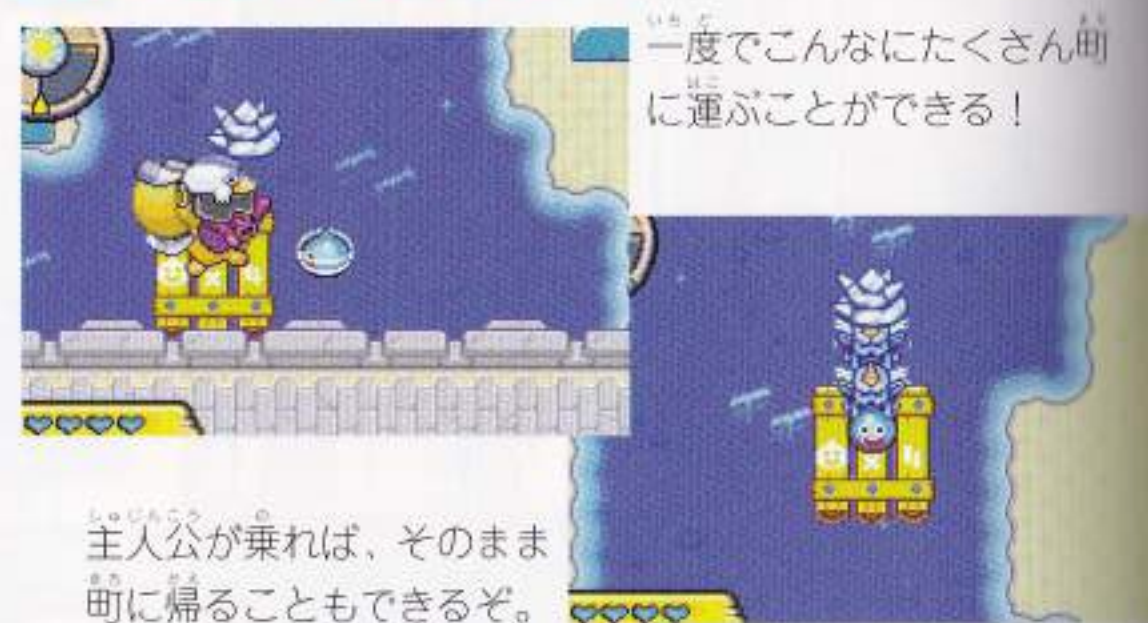 一度でこんなにたくさん町
に運ぶことができる！
主人公が乗れば、そのまま
町に帰ることもできるぞ。